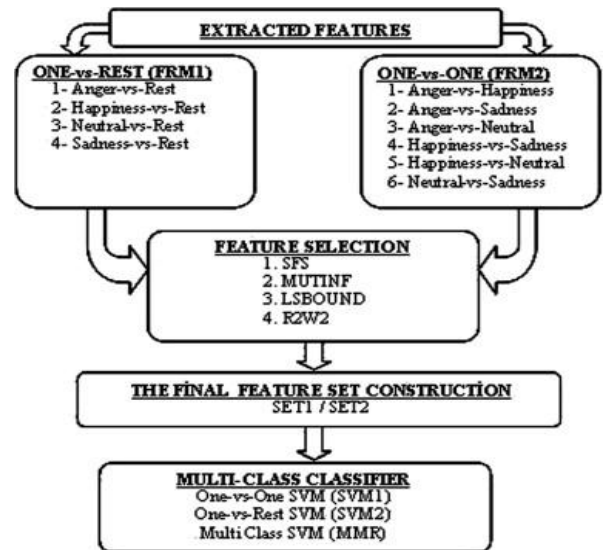 EXTRACTED FEATURES
ONE-vs-REST (FRM1)
1- Anger-vs-Rest
2- Happiness-vs-Rest
3- Neutral-vs-Rest
4- Sadness-vs-Rest
ONE-vs-ONE (FRM2)
1- Anger-vs-Happiness
2- Anger-vs-Sadness
3- Anger-vs-Neutral
4- Happiness-vs-Sadness
5- Happiness-vs-Neutral
6- Neutral-vs-Sadness
FEATURE SELECTION
1. SFS
2. MUTINF
3. LSBOUND
4. R2W2
THE FİNAL FEATURE SET CONSTRUCTİON
SET1 / SET2
MULTI-CLASS CLASSIFIER
One-vs-One SVM (SVM1)
One-vs-Rest SVM (SVM2)
Multi Class SVM (MMR)